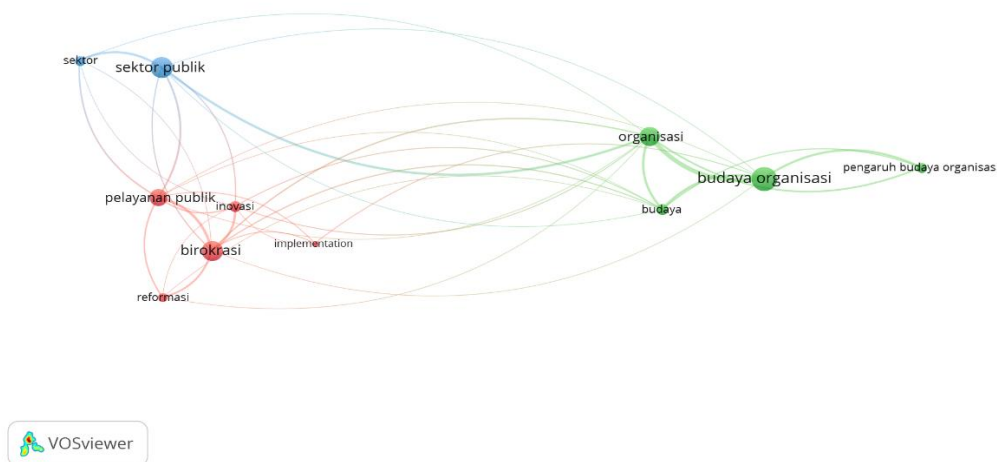 sektor
sektor publik
organisasi
budaya organisasi
pengaruh budaya organisas
budaya
pelayanan publik
inovasi
birokrasi
implementation
reformasi
VOSviewer